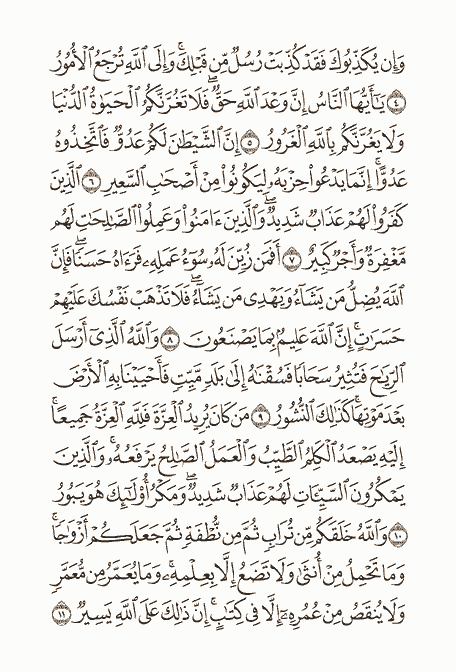 وَإِن يُكَذِّبُوكَ فَقَدْ كُذِّبَتْ رُسُلٌ مِّن قَبْلِكَ ۚ وَإِلَى ٱللَّهِ تُرْجَعُ ٱلْأُمُورُ
٤ يَـٰٓأَيُّهَا ٱلنَّاسُ إِنَّ وَعْدَ ٱللَّهِ حَقٌّ ۖ فَلَا تَغُرَّنَّكُمُ ٱلْحَيَوٰةُ ٱلدُّنْيَا
وَلَا يَغُرَّنَّكُم بِٱللَّهِ ٱلْغَرُورُ ٥ إِنَّ ٱلشَّيْطَـٰنَ لَكُمْ عَدُوٌّ فَٱتَّخِذُوهُ
عَدُوًّا ۚ إِنَّمَا يَدْعُوا۟ حِزْبَهُۥ لِيَكُونُوا۟ مِنْ أَصْحَـٰبِ ٱلسَّعِيرِ ٦ ٱلَّذِينَ
كَفَرُوا۟ لَهُمْ عَذَابٌ شَدِيدٌ ۖ وَٱلَّذِينَ ءَامَنُوا۟ وَعَمِلُوا۟ ٱلصَّـٰلِحَـٰتِ لَهُم
مَّغْفِرَةٌ وَأَجْرٌ كَبِيرٌ ٧ أَفَمَن زُيِّنَ لَهُۥ سُوٓءُ عَمَلِهِۦ فَرَءَاهُ حَسَنًا ۖ فَإِنَّ
ٱللَّهَ يُضِلُّ مَن يَشَآءُ وَيَهْدِى مَن يَشَآءُ ۖ فَلَا تَذْهَبْ نَفْسُكَ عَلَيْهِمْ
حَسَرَٰتٍ ۚ إِنَّ ٱللَّهَ عَلِيمٌۢ بِمَا يَصْنَعُونَ ٨ وَٱللَّهُ ٱلَّذِىٓ أَرْسَلَ
ٱلرِّيَـٰحَ فَتُثِيرُ سَحَابًا فَسُقْنَـٰهُ إِلَىٰ بَلَدٍ مَّيِّتٍ فَأَحْيَيْنَا بِهِ ٱلْأَرْضَ
بَعْدَ مَوْتِهَا ۚ كَذَٰلِكَ ٱلنُّشُورُ ٩ مَن كَانَ يُرِيدُ ٱلْعِزَّةَ فَلِلَّهِ ٱلْعِزَّةُ جَمِيعًا ۚ
إِلَيْهِ يَصْعَدُ ٱلْكَلِمُ ٱلطَّيِّبُ وَٱلْعَمَلُ ٱلصَّـٰلِحُ يَرْفَعُهُۥ ۚ وَٱلَّذِينَ
يَمْكُرُونَ ٱلسَّيِّـَٔاتِ لَهُمْ عَذَابٌ شَدِيدٌ ۖ وَمَكْرُ أُو۟لَـٰٓئِكَ هُوَ يَبُورُ
١٠ وَٱللَّهُ خَلَقَكُم مِّن تُرَابٍ ثُمَّ مِن نُّطْفَةٍ ثُمَّ جَعَلَكُمْ أَزْوَٰجًا ۚ
وَمَا تَحْمِلُ مِنْ أُنثَىٰ وَلَا تَضَعُ إِلَّا بِعِلْمِهِۦ ۚ وَمَا يُعَمَّرُ مِن مُّعَمَّرٍ
وَلَا يُنقَصُ مِنْ عُمُرِهِۦٓ إِلَّا فِى كِتَـٰبٍ ۚ إِنَّ ذَٰلِكَ عَلَى ٱللَّهِ يَسِيرٌ ١١